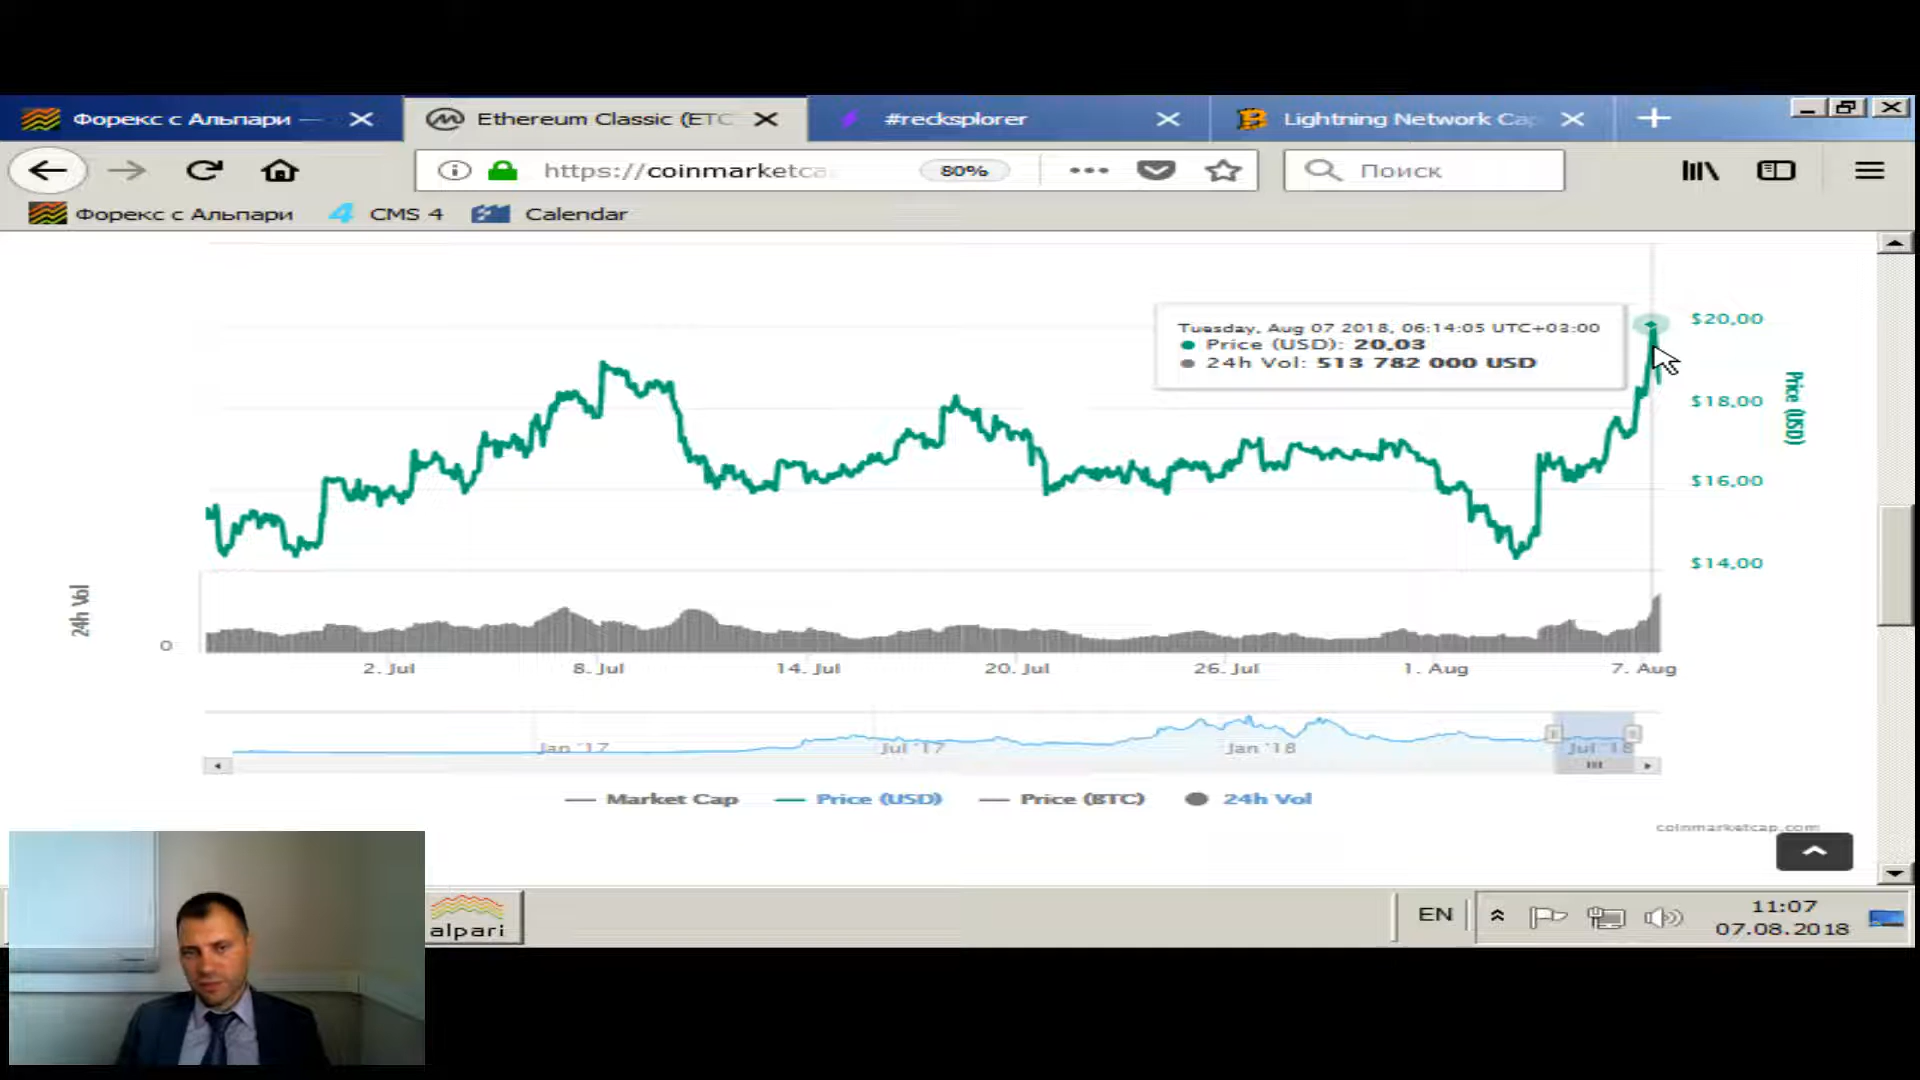 Форекс с Альпари —
Ethereum Classic (ETC
#recksplorer
Lightning Network Cap
https://coinmarketca
80%
Поиск
Форекс с Альпари
CMS 4
Calendar
Tuesday, Aug 07 2018, 06:14:05 UTC+03:00
Price (USD): 20,03
24h Vol: 513 782 000 USD
$20,00
$18,00
$16,00
$14,00
Price (USD)
24h Vol
0
2. Jul
8. Jul
14. Jul
20. Jul
26. Jul
1. Aug
7. Aug
Jan '17
Jul '17
Jan '18
Jul '18
Market Cap
Price (USD)
Price (BTC)
24h Vol
coinmarketcap.com
alpari
EN
11:07
07.08.2018